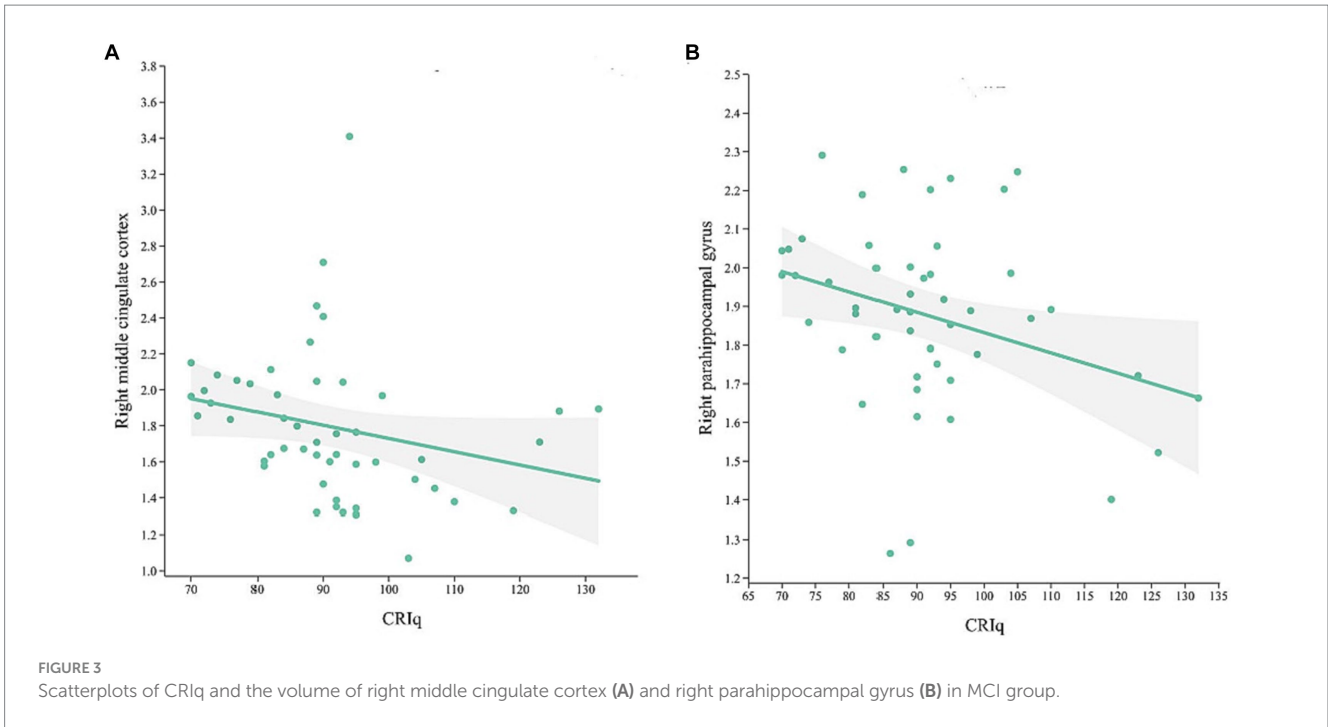 A
3.8
3.6
3.4
3.2
3.0
2.8
2.6
2.4
2.2
2.0
1.8
1.6
1.4
1.2
1.0
Right middle cingulate cortex
70 80 90 100 110 120 130
CRIq
B
2.5
2.4
2.3
2.2
2.1
2.0
1.9
1.8
1.7
1.6
1.5
1.4
1.3
1.2
Right parahippocampal gyrus
65 70 75 80 85 90 95 100 105 110 115 120 125 130 135
CRIq
FIGURE 3
Scatterplots of CRIq and the volume of right middle cingulate cortex (A) and right parahippocampal gyrus (B) in MCI group.